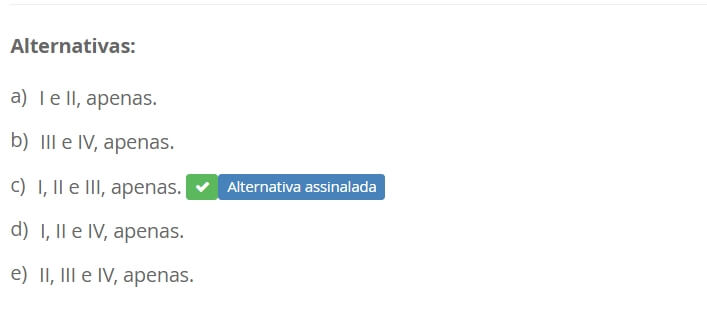 Alternativas:
a) I e II, apenas.
b) III e IV, apenas.
c) I, II e III, apenas. Alternativa assinalada
d) I, II e IV, apenas.
e) II, III e IV, apenas.